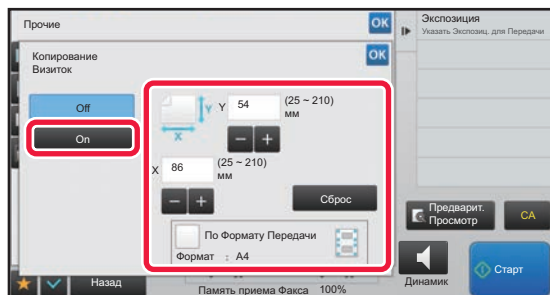 Прочие
OK
Экспозиция
Указать Экспозиц. для Передачи
Копирование
Визиток
OK
Off
On
Y
Y
54
(25 ~ 210)
мм
X
X
86
(25 ~ 210)
мм
Сброс
По Формату Передачи
Формат : A4
Предварит.
Просмотр
CA
Назад
Память приема Факса 100%
Динамик
Старт